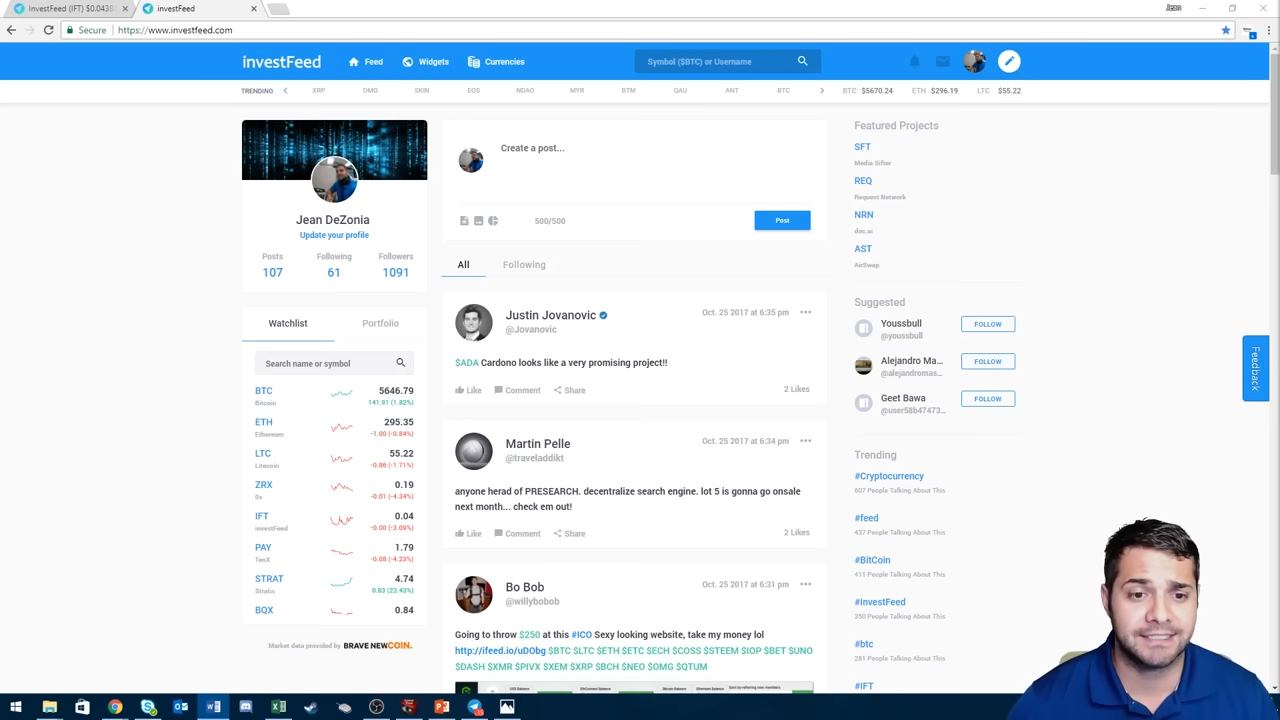 InvestFeed (IFT) $0.0438
investFeed
Secure
https://www.investfeed.com
investFeed
Feed
Widgets
Currencies
Symbol ($BTC) or Username
TRENDING
XRP
OMG
SKIN
EOS
NDAO
MYR
BTM
QAU
ANT
BTC
BTC $5670.24
ETH $296.19
LTC $55.22
Jean DeZonia
Update your profile
Posts
Following
Followers
107
61
1091
Watchlist
Portfolio
Search name or symbol
BTC 5646.79
Bitcoin 141.91 (1.82%)
ETH 295.35
Ethereum -1.00 (-0.84%)
LTC 55.22
Litecoin -0.86 (-1.71%)
ZRX 0.19
0x -0.01 (-4.34%)
IFT 0.04
investFeed -0.00 (-3.09%)
PAY 1.79
TenX -0.08 (-4.23%)
STRAT 4.74
Stratis 0.83 (23.43%)
BQX 0.84
Market data provided by BRAVE NEWCOIN.
Create a post...
500/500
Post
All
Following
Justin Jovanovic
Oct. 25 2017 at 6:35 pm
@Jovanovic
$ADA Cardono looks like a very promising project!!
Like
Comment
Share
2 Likes
Martin Pelle
Oct. 25 2017 at 6:34 pm
@traveladdikt
anyone herad of PRESEARCH. decentralize search engine. lot 5 is gonna go onsale
next month... check em out!
Like
Comment
Share
2 Likes
Bo Bob
Oct. 25 2017 at 6:31 pm
@willybobob
Going to throw $250 at this #ICO Sexy looking website, take my money lol
http://ifeed.io/uDObg $BTC $LTC $ETH $ETC $ECH $COSS $STEEM $IOP $BET $UNO
$DASH $XMR $PIVX $XEM $XRP $BCH $NEO $OMG $QTUM
Featured Projects
SFT
Media Sifter
REQ
Request Network
NRN
doc.ai
AST
AirSwap
Suggested
Youssbull
@youssbull
FOLLOW
Alejandro Ma...
@alejandromas...
FOLLOW
Geet Bawa
@user58b47473...
FOLLOW
Trending
#Cryptocurrency
607 People Talking About This
#feed
437 People Talking About This
#BitCoin
411 People Talking About This
#InvestFeed
350 People Talking About This
#btc
281 People Talking About This
#IFT
Feedback